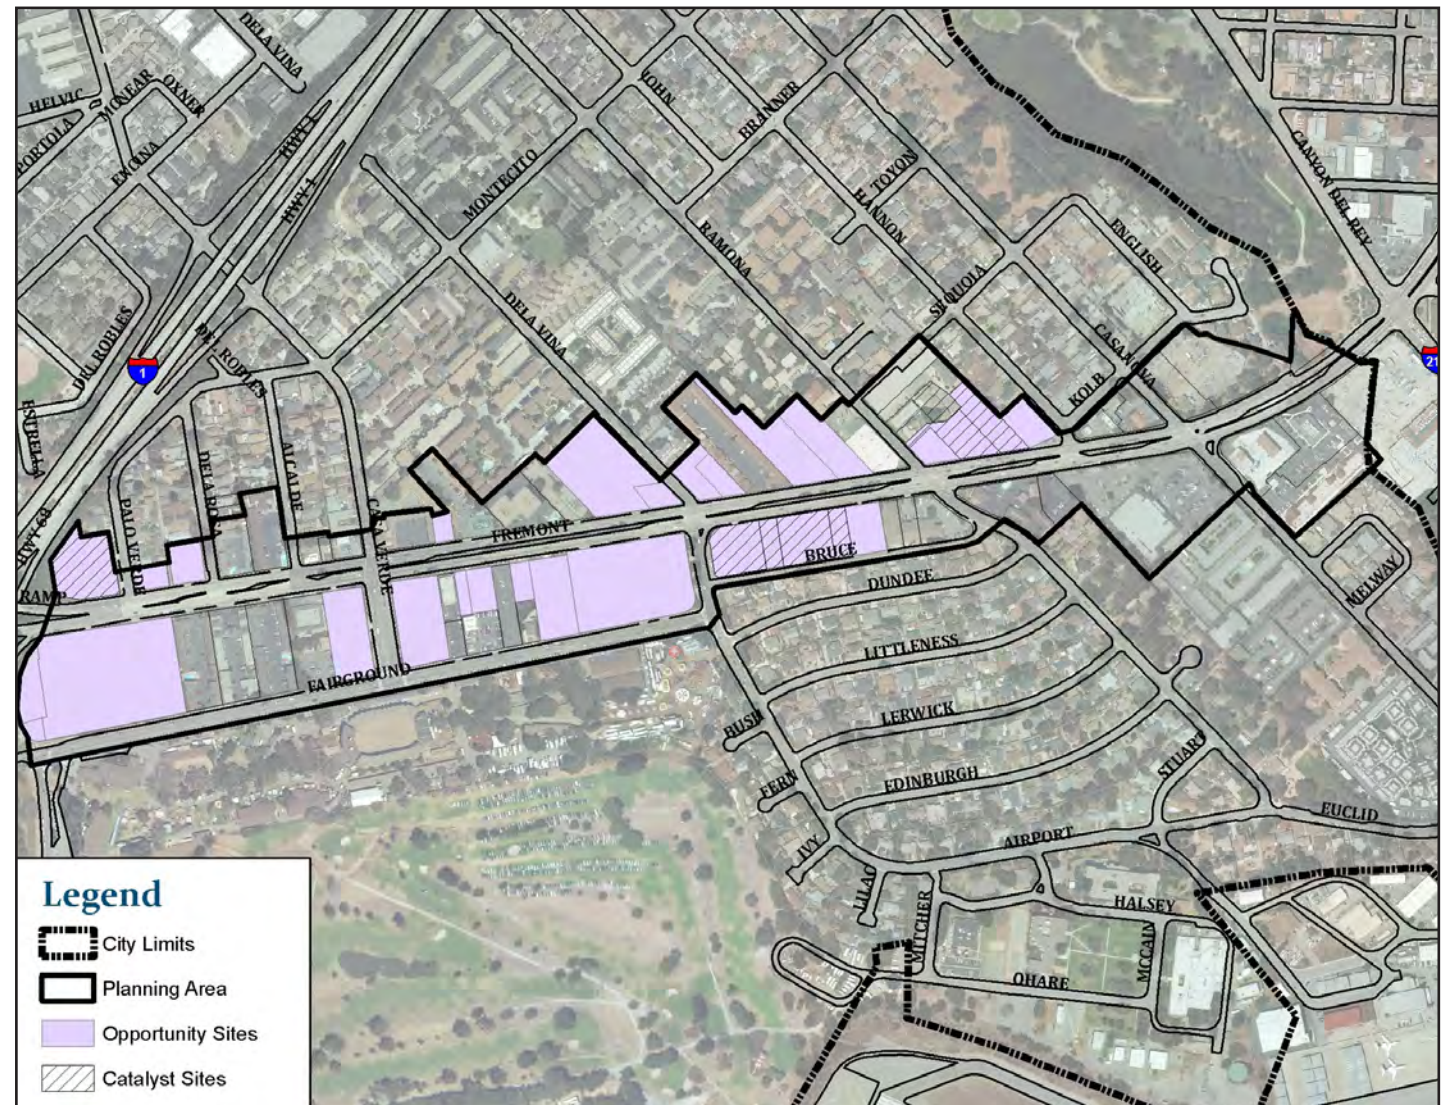 DELA VINA
HELVIC
MCNEAR
OXNER
PORTOLA
ENCINA
HWY 1
HWY 1
JOHN
BRANNER
MONTECITO
TOYON
HANNON
RAMONA
SEQUOIA
ENGLISH
CANYON DEL REY
DEL ROBLES
1
DEL ROBLES
DELA VINA
CASANOVA
KOLB
21
ESTRELLA
HWY 68
RAMP
PALO VERDE
DELA ROSA
ALCALDE
CASA VERDE
FREMONT
BRUCE
DUNDEE
LITTLENESS
LERWICK
EDINBURGH
FAIRGROUND
BUSH
FERN
IVY
LILAC
MITCHER
AIRPORT
STUART
EUCLID
MELWAY
HALSEY
MCCAIN
OHARE
Legend
City Limits
Planning Area
Opportunity Sites
Catalyst Sites